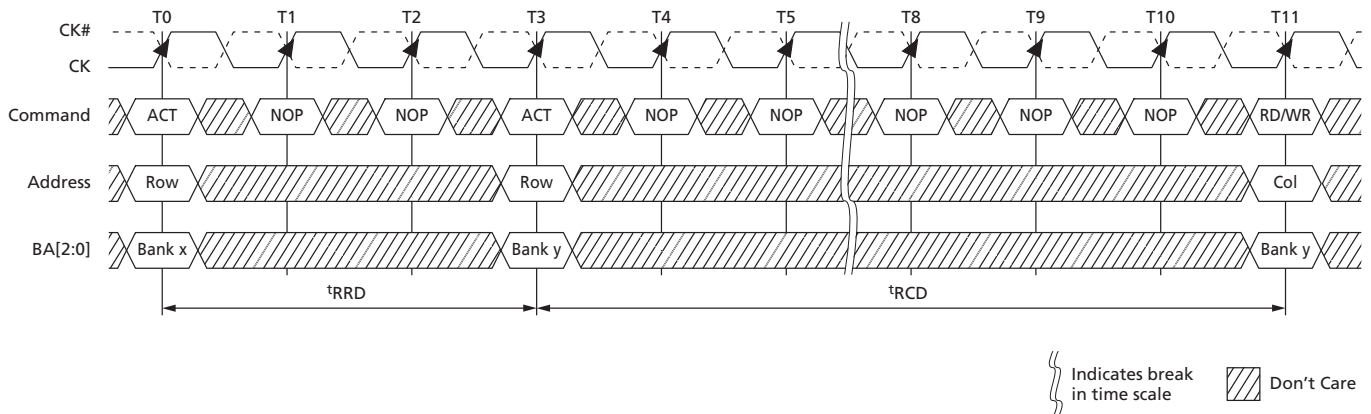 T0 T1 T2 T3 T4 T5 T8 T9 T10 T11
CK#
CK
Command ACT NOP NOP ACT NOP NOP NOP NOP NOP RD/WR
Address Row Row Col
BA[2:0] Bank x Bank y Bank y
tRRD tRCD
Indicates break
in time scale
Don't Care